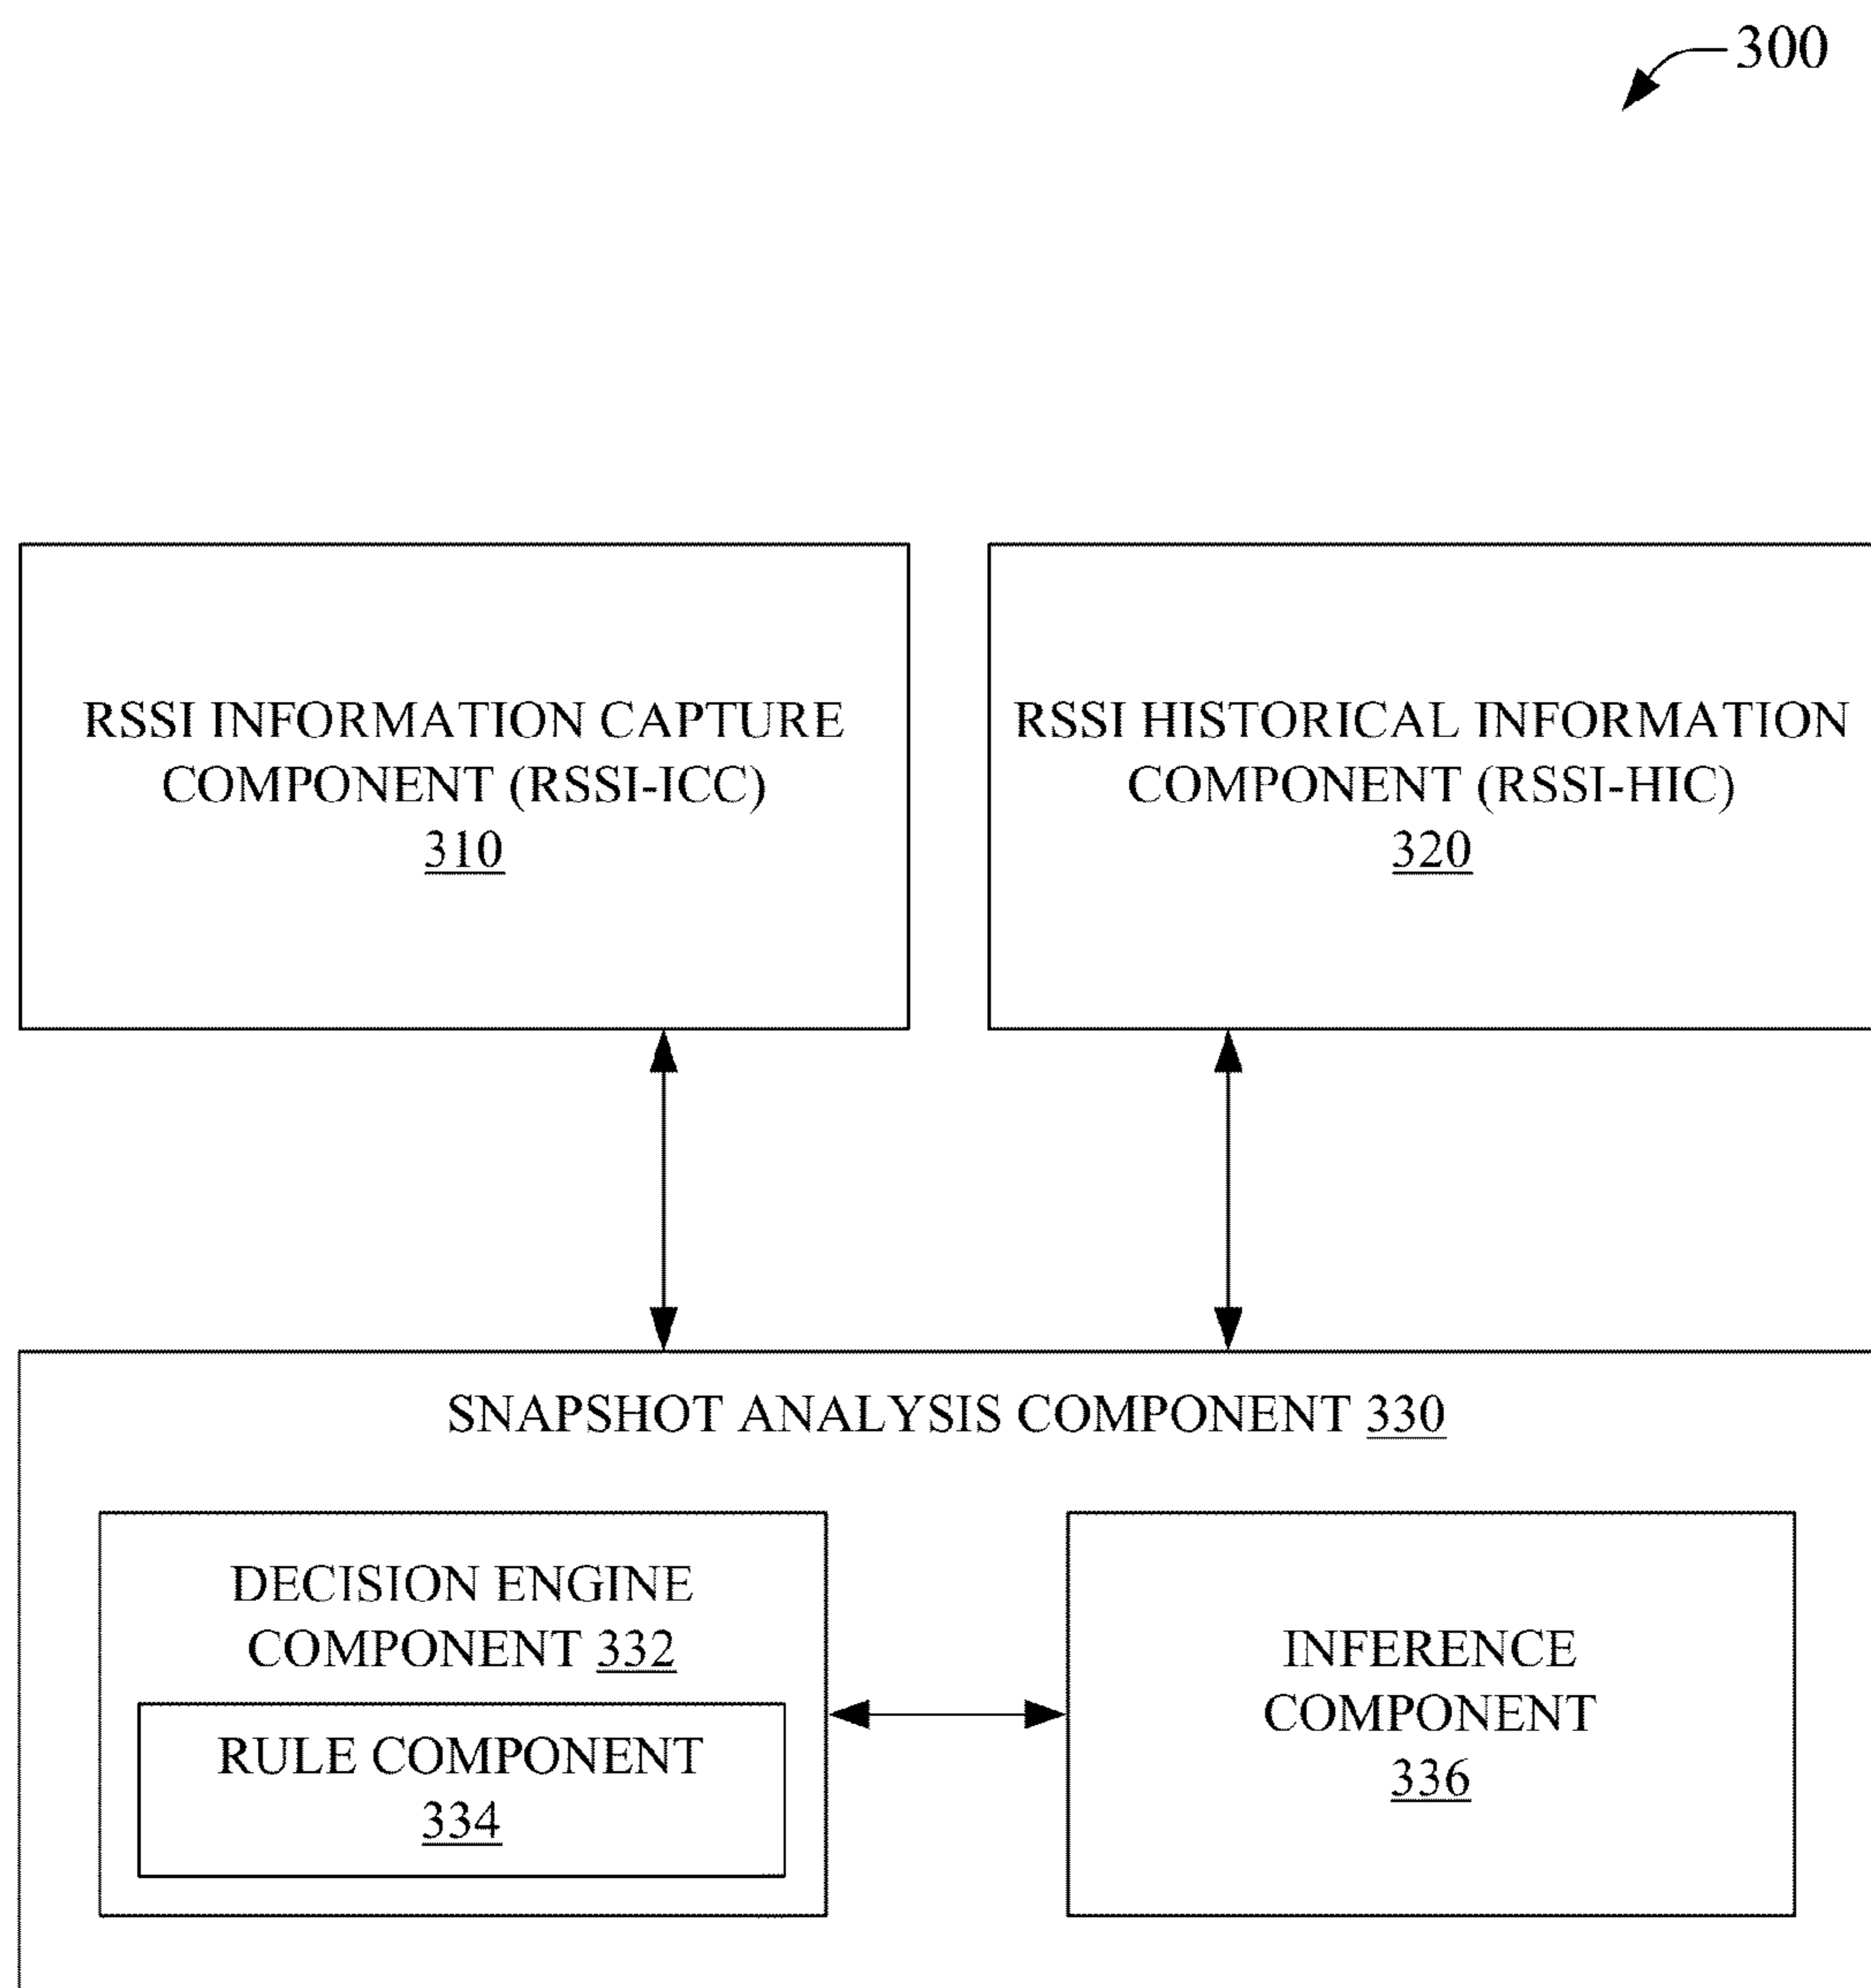 300
RSSI INFORMATION CAPTURE
COMPONENT (RSSI-ICC)
310
RSSI HISTORICAL INFORMATION
COMPONENT (RSSI-HIC)
320
SNAPSHOT ANALYSIS COMPONENT 330
DECISION ENGINE
COMPONENT 332
RULE COMPONENT
334
INFERENCE
COMPONENT
336